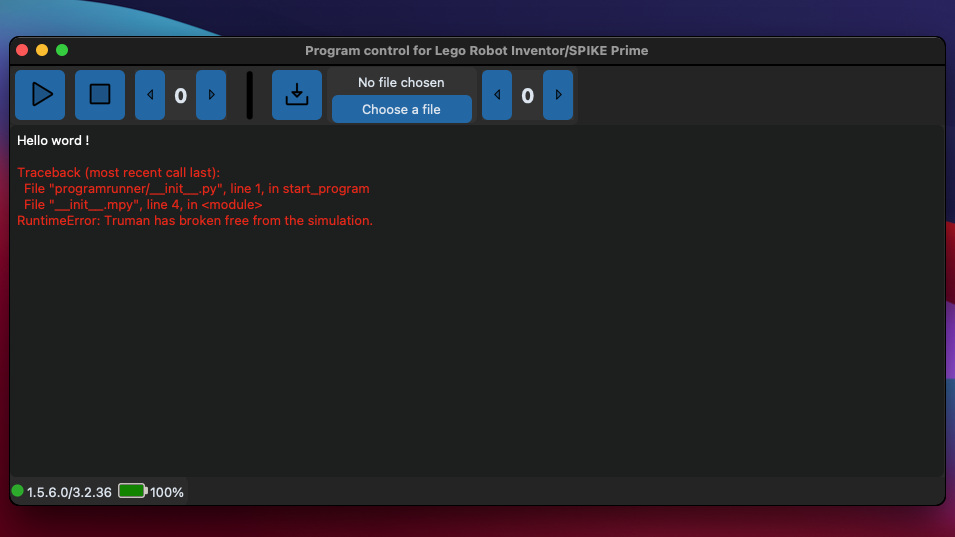 Program control for Lego Robot Inventor/SPIKE Prime
0
No file chosen
Choose a file
0
Hello word !
Traceback (most recent call last):
File "programrunner/__init__.py", line 1, in start_program
File "__init__.mpy", line 4, in <module>
RuntimeError: Truman has broken free from the simulation.
1.5.6.0/3.2.36
100%